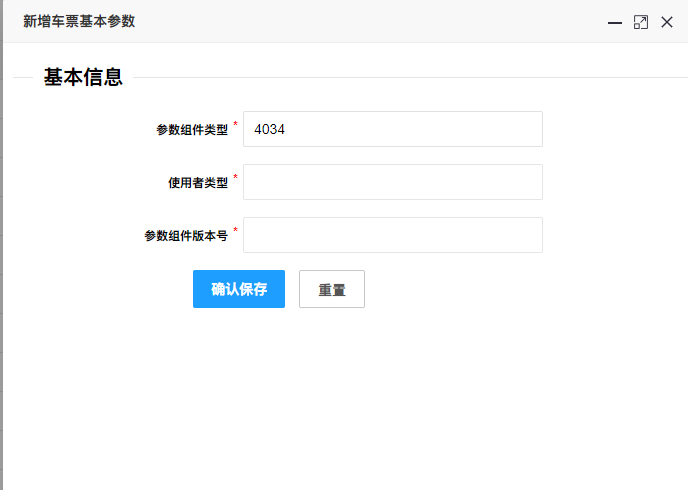 新增车票基本参数
基本信息
参数组件类型 * 4034
使用者类型 *
参数组件版本号 *
确认保存 重置